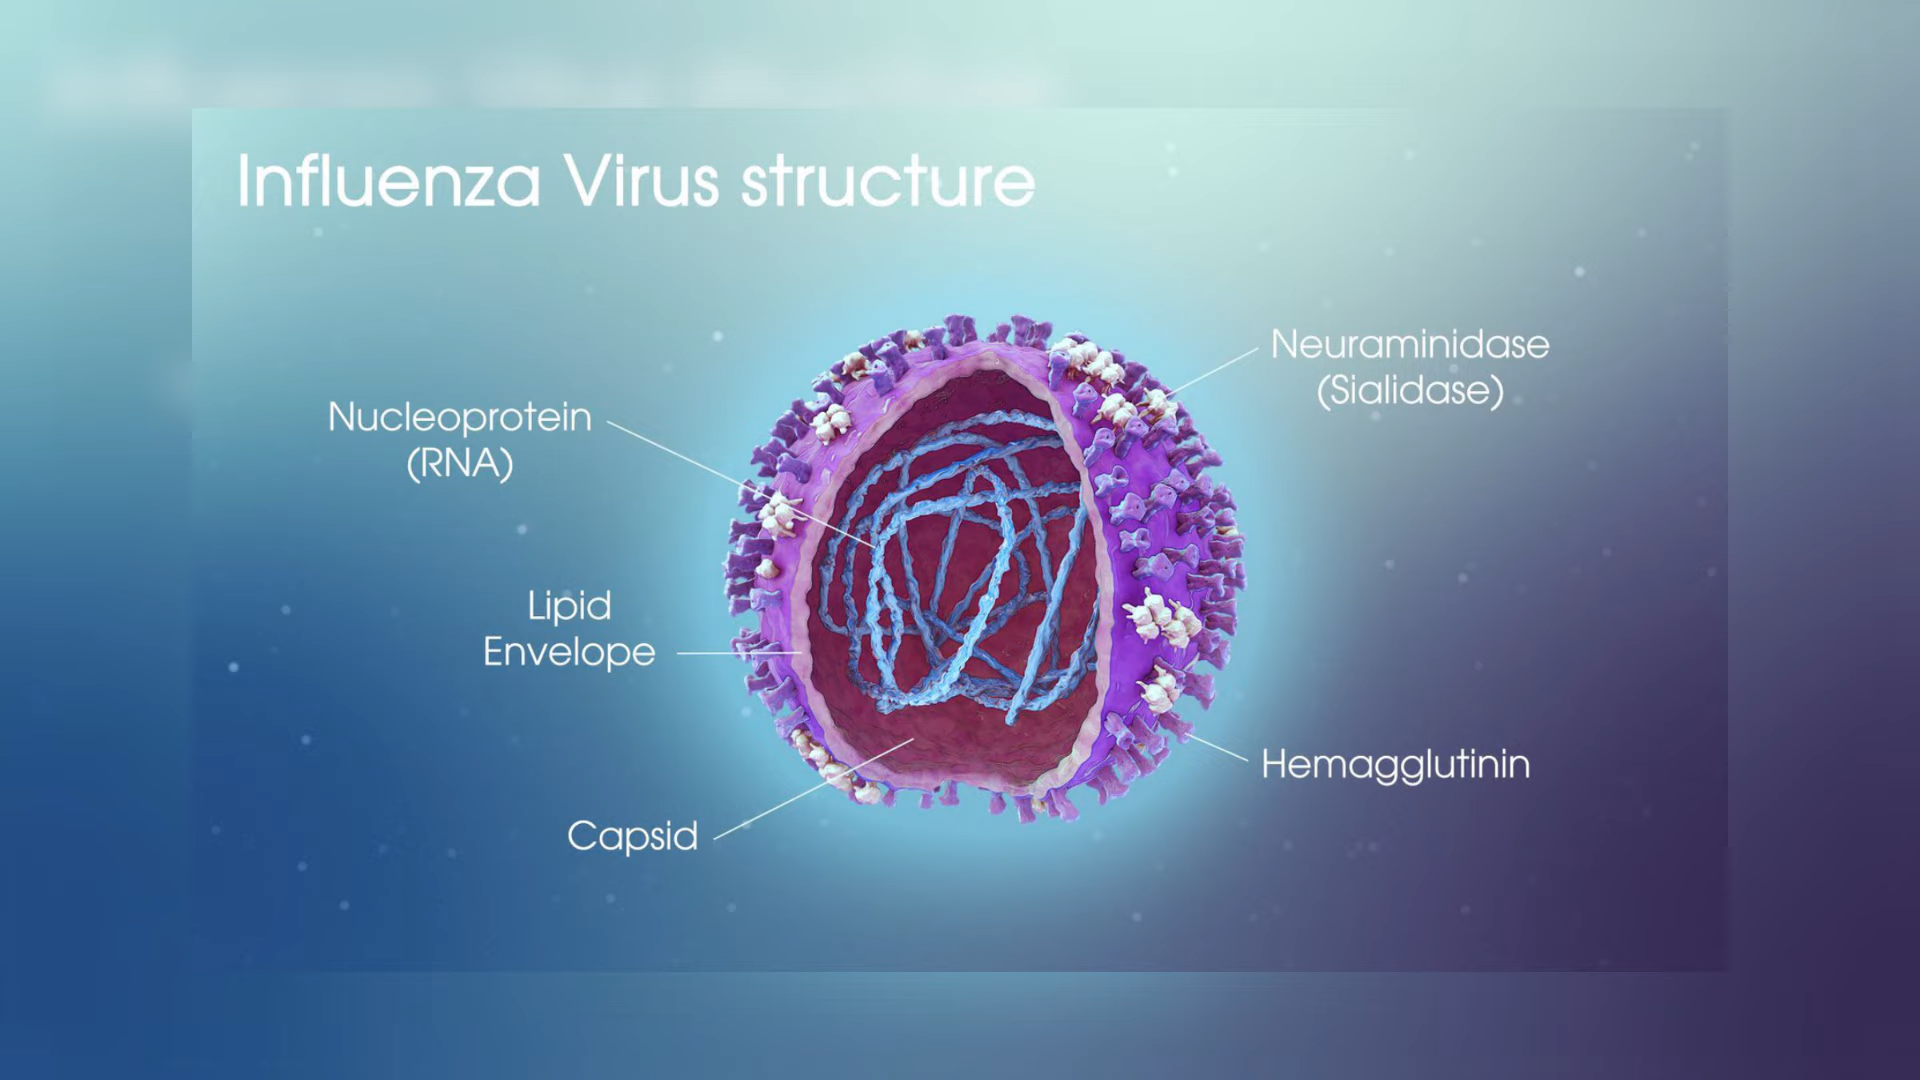 Influenza Virus structure
Neuraminidase
(Sialidase)
Nucleoprotein
(RNA)
Lipid
Envelope
Hemagglutinin
Capsid